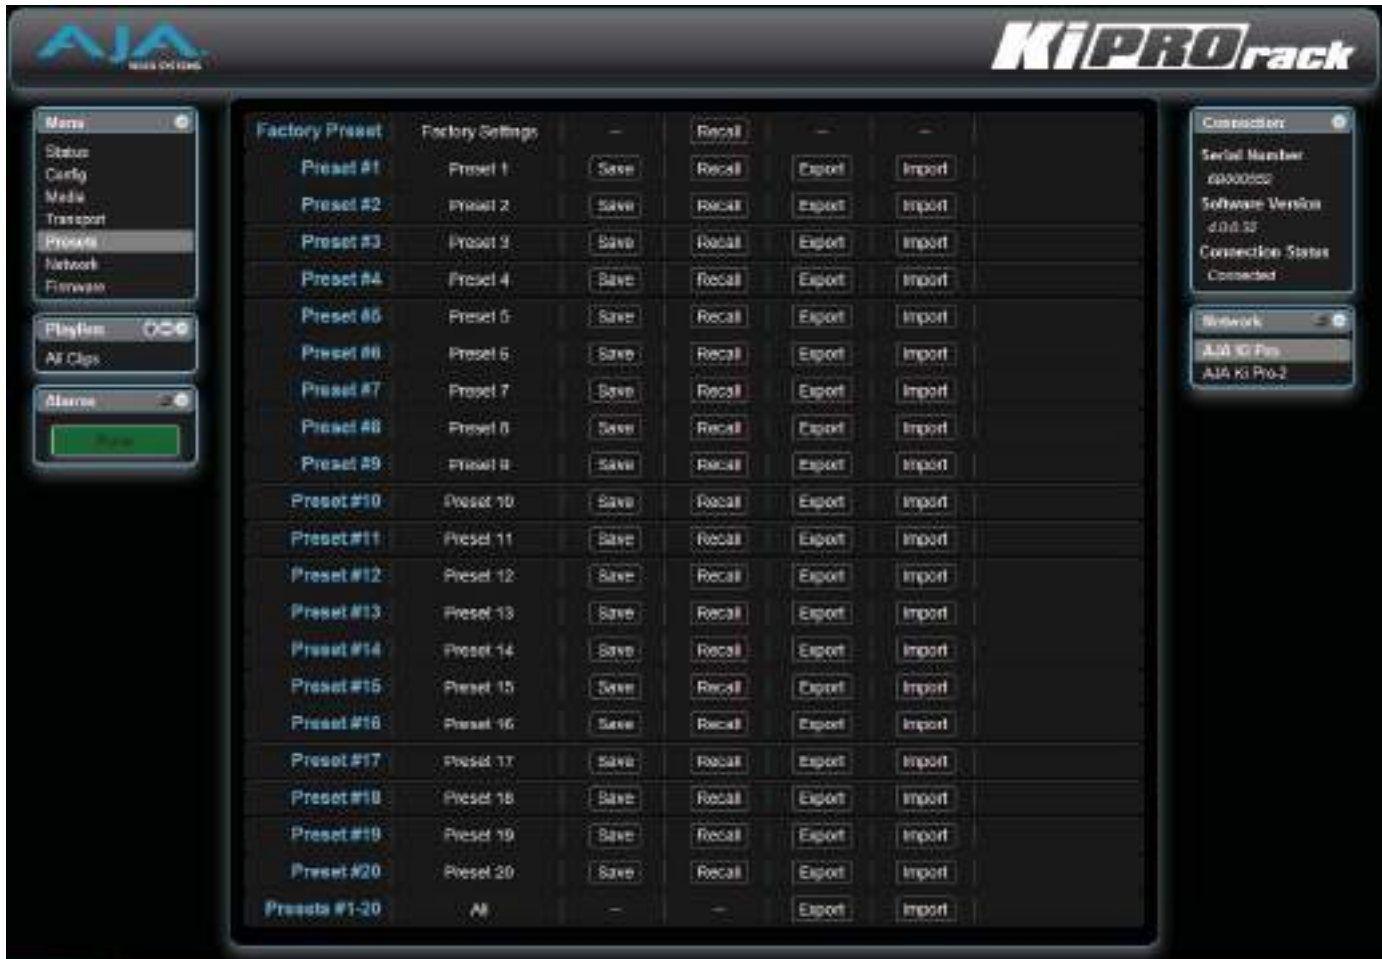 AJA
VIDEO SYSTEMS
Ki PRO rack
Menu
Status
Config
Media
Transport
Presets
Network
Firmware
Playlists
All Clips
Alarms
Factory Preset Factory Settings -- Recall -- --
Preset #1 Preset 1 Save Recall Export Import
Preset #2 Preset 2 Save Recall Export Import
Preset #3 Preset 3 Save Recall Export Import
Preset #4 Preset 4 Save Recall Export Import
Preset #5 Preset 5 Save Recall Export Import
Preset #6 Preset 6 Save Recall Export Import
Preset #7 Preset 7 Save Recall Export Import
Preset #8 Preset 8 Save Recall Export Import
Preset #9 Preset 9 Save Recall Export Import
Preset #10 Preset 10 Save Recall Export Import
Preset #11 Preset 11 Save Recall Export Import
Preset #12 Preset 12 Save Recall Export Import
Preset #13 Preset 13 Save Recall Export Import
Preset #14 Preset 14 Save Recall Export Import
Preset #15 Preset 15 Save Recall Export Import
Preset #16 Preset 16 Save Recall Export Import
Preset #17 Preset 17 Save Recall Export Import
Preset #18 Preset 18 Save Recall Export Import
Preset #19 Preset 19 Save Recall Export Import
Preset #20 Preset 20 Save Recall Export Import
Presets #1-20 All -- -- Export Import
Connection
Serial Number
Software Version
Connection Status
Connected
Network
AJA Ki Pro
AJA Ki Pro-2